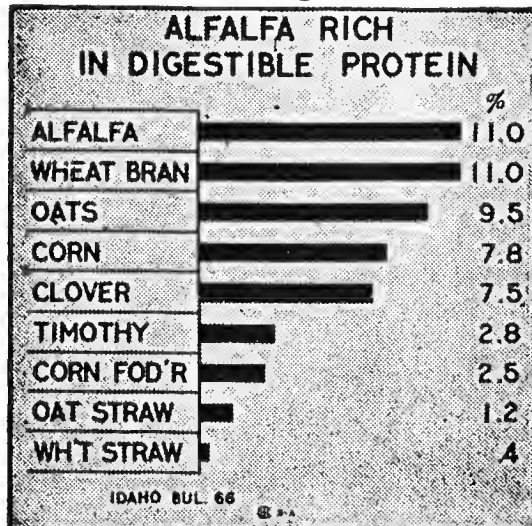 ALFALFA RICH
IN DIGESTIBLE PROTEIN
%
ALFALFA 11.0
WHEAT BRAN 11.0
OATS 9.5
CORN 7.8
CLOVER 7.5
TIMOTHY 2.8
CORN FOD'R 2.5
OAT STRAW 1.2
WH'T STRAW .4
IDAHO BUL. 66